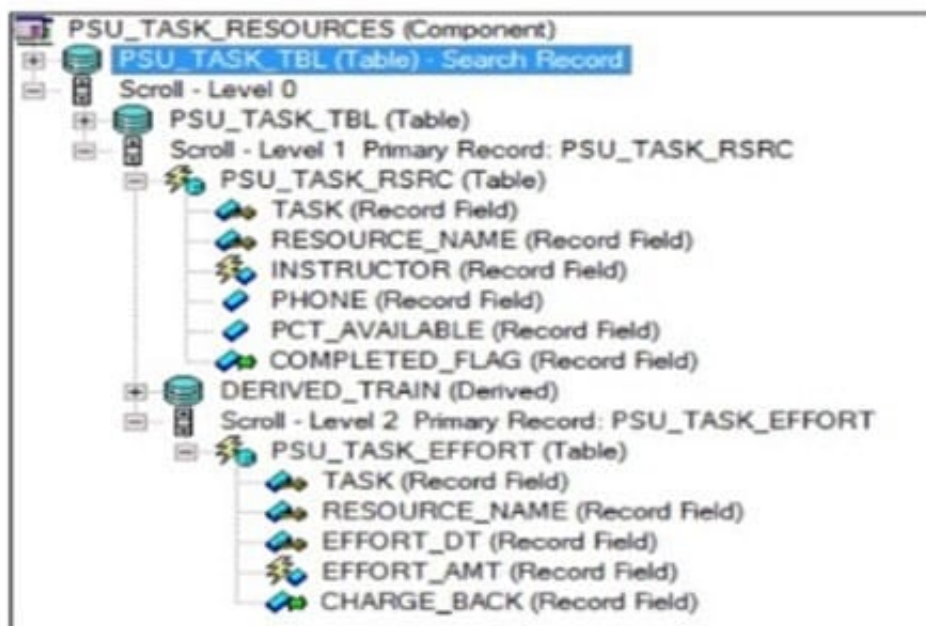 PSU_TASK_RESOURCES (Component)
PSU_TASK_TBL (Table) - Search Record
Scroll - Level 0
PSU_TASK_TBL (Table)
Scroll - Level 1 Primary Record: PSU_TASK_RSRC
PSU_TASK_RSRC (Table)
TASK (Record Field)
RESOURCE_NAME (Record Field)
INSTRUCTOR (Record Field)
PHONE (Record Field)
PCT_AVAILABLE (Record Field)
COMPLETED_FLAG (Record Field)
DERIVED_TRAIN (Derived)
Scroll - Level 2 Primary Record: PSU_TASK_EFFORT
PSU_TASK_EFFORT (Table)
TASK (Record Field)
RESOURCE_NAME (Record Field)
EFFORT_DT (Record Field)
EFFORT_AMT (Record Field)
CHARGE_BACK (Record Field)